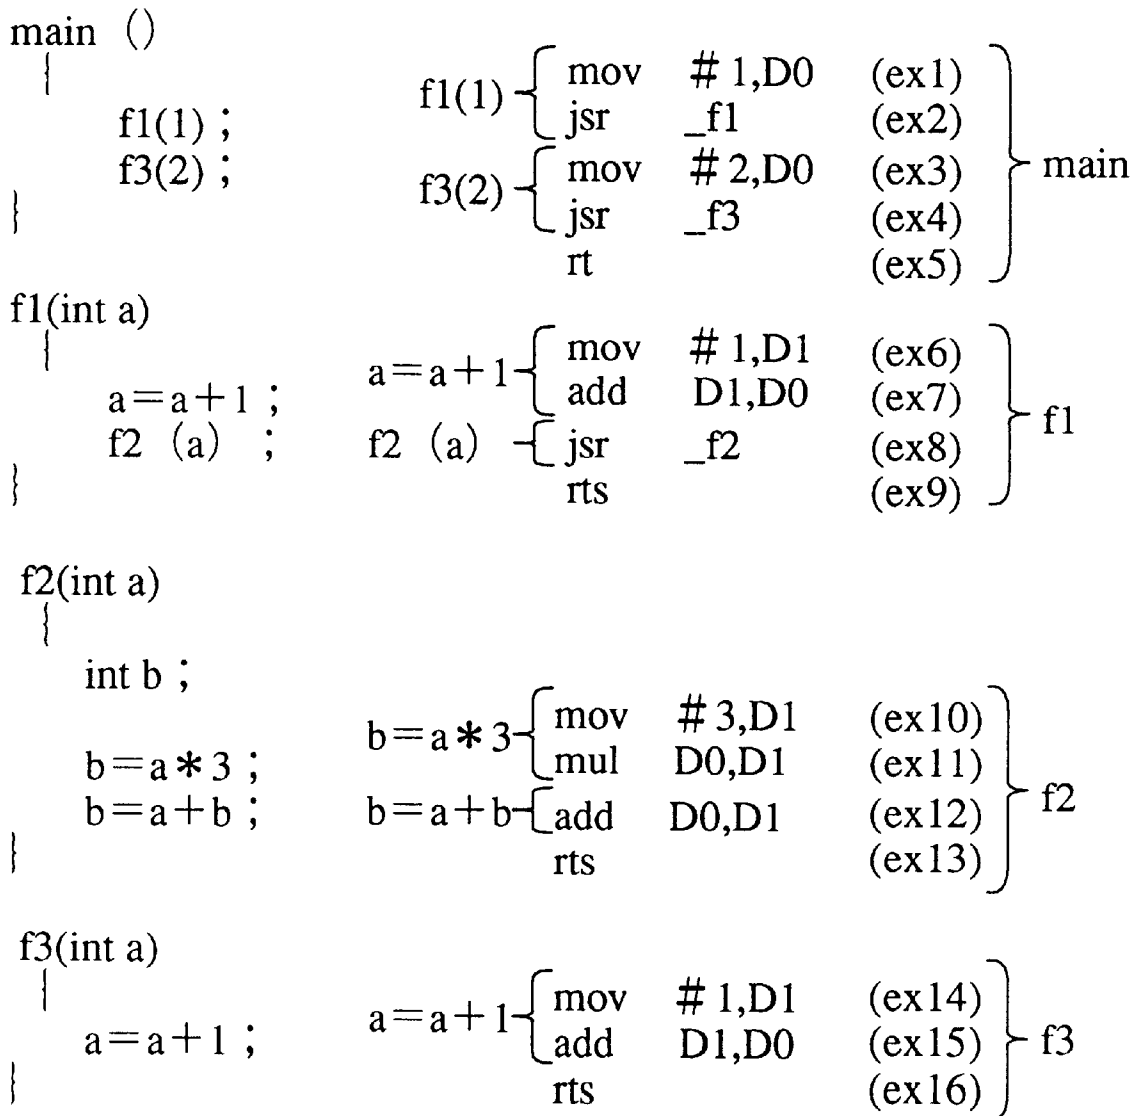 main ()
{ f1(1) { mov # 1,D0 (ex1)
f1(1) ; jsr _f1 (ex2)
f3(2) ; f3(2) { mov # 2,D0 (ex3) } main
} jsr _f3 (ex4)
rt (ex5)
f1(int a)
{ a=a+1 { mov # 1,D1 (ex6)
a=a+1 ; add D1,D0 (ex7) } f1
f2 (a) ; f2 (a) { jsr _f2 (ex8)
} rts (ex9)
f2(int a)
{
int b ;
b=a*3 { mov # 3,D1 (ex10)
b=a*3 ; mul D0,D1 (ex11) } f2
b=a+b ; b=a+b { add D0,D1 (ex12)
} rts (ex13)
f3(int a)
{ a=a+1 { mov # 1,D1 (ex14)
a=a+1 ; add D1,D0 (ex15) } f3
} rts (ex16)